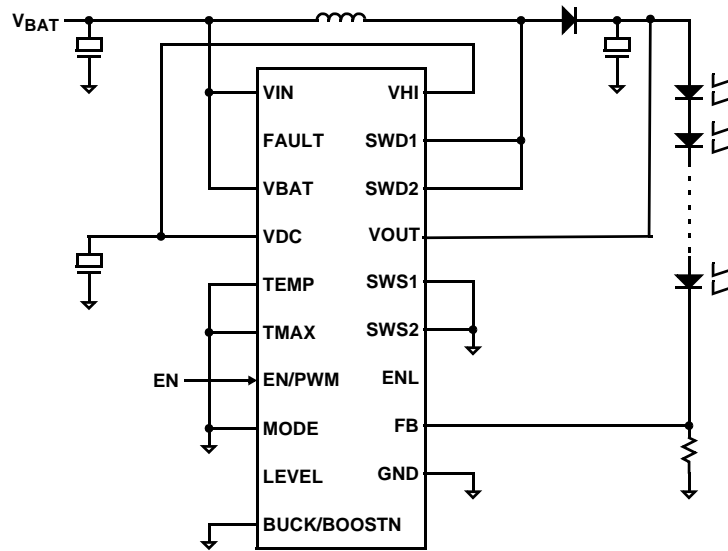 VBAT
VIN VHI
FAULT SWD1
VBAT SWD2
VDC VOUT
TEMP SWS1
TMAX SWS2
EN EN/PWM ENL
MODE FB
LEVEL GND
BUCK/BOOSTN